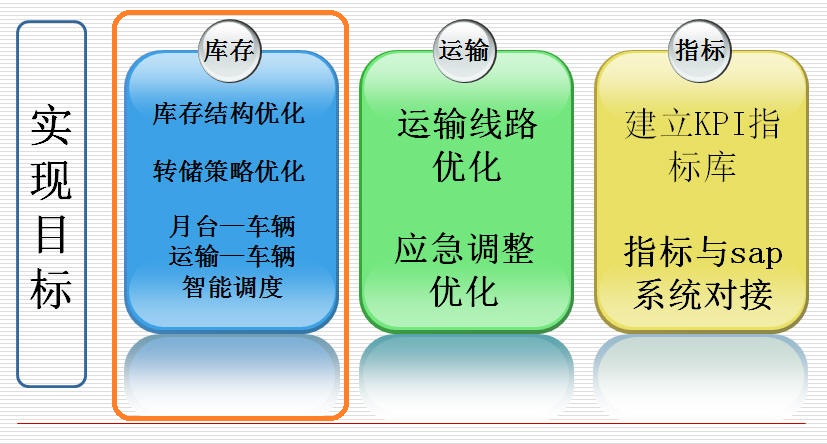 实现目标
库存
库存结构优化
转储策略优化
月台—车辆
运输—车辆
智能调度
运输
运输线路
优化
应急调整
优化
指标
建立KPI指
标库
指标与sap
系统对接